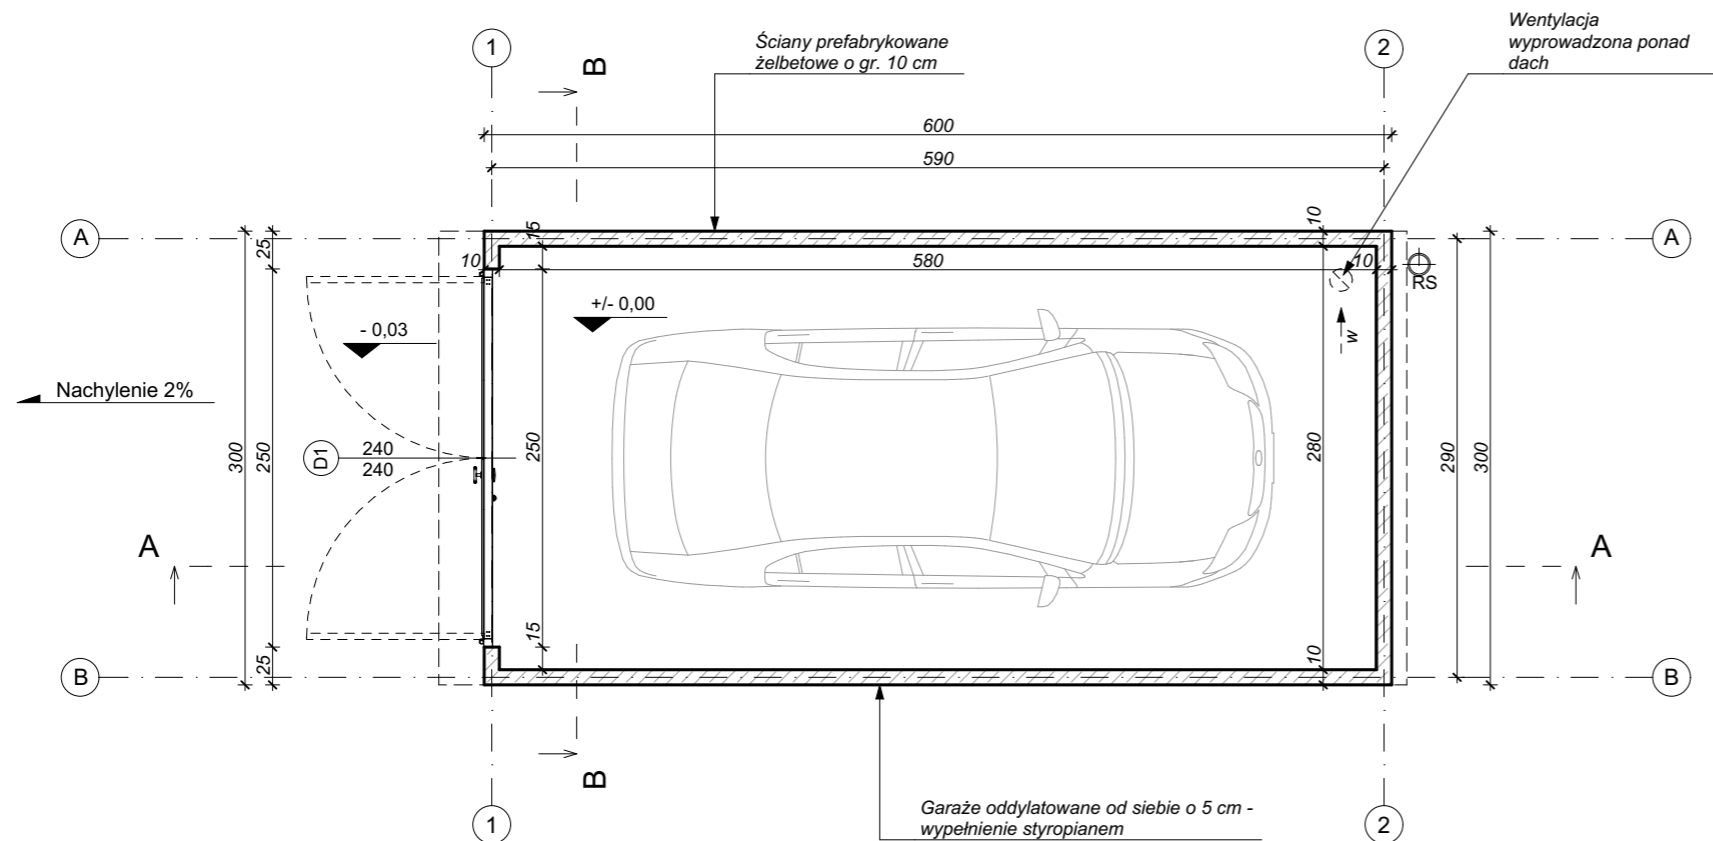 Wentylacja
wyprowadzona ponad
dach
Ściany prefabrykowane
żelbetowe o gr. 10 cm
1
B
2
600
590
A
A
25
15
10
10
580
10
RS
+/- 0,00
- 0,03
w
Nachylenie 2%
300
250
D1
240
240
250
280
290
300
A
A
15
10
25
B
B
B
1
2
Garaże oddylatowane od siebie o 5 cm -
wypełnienie styropianem